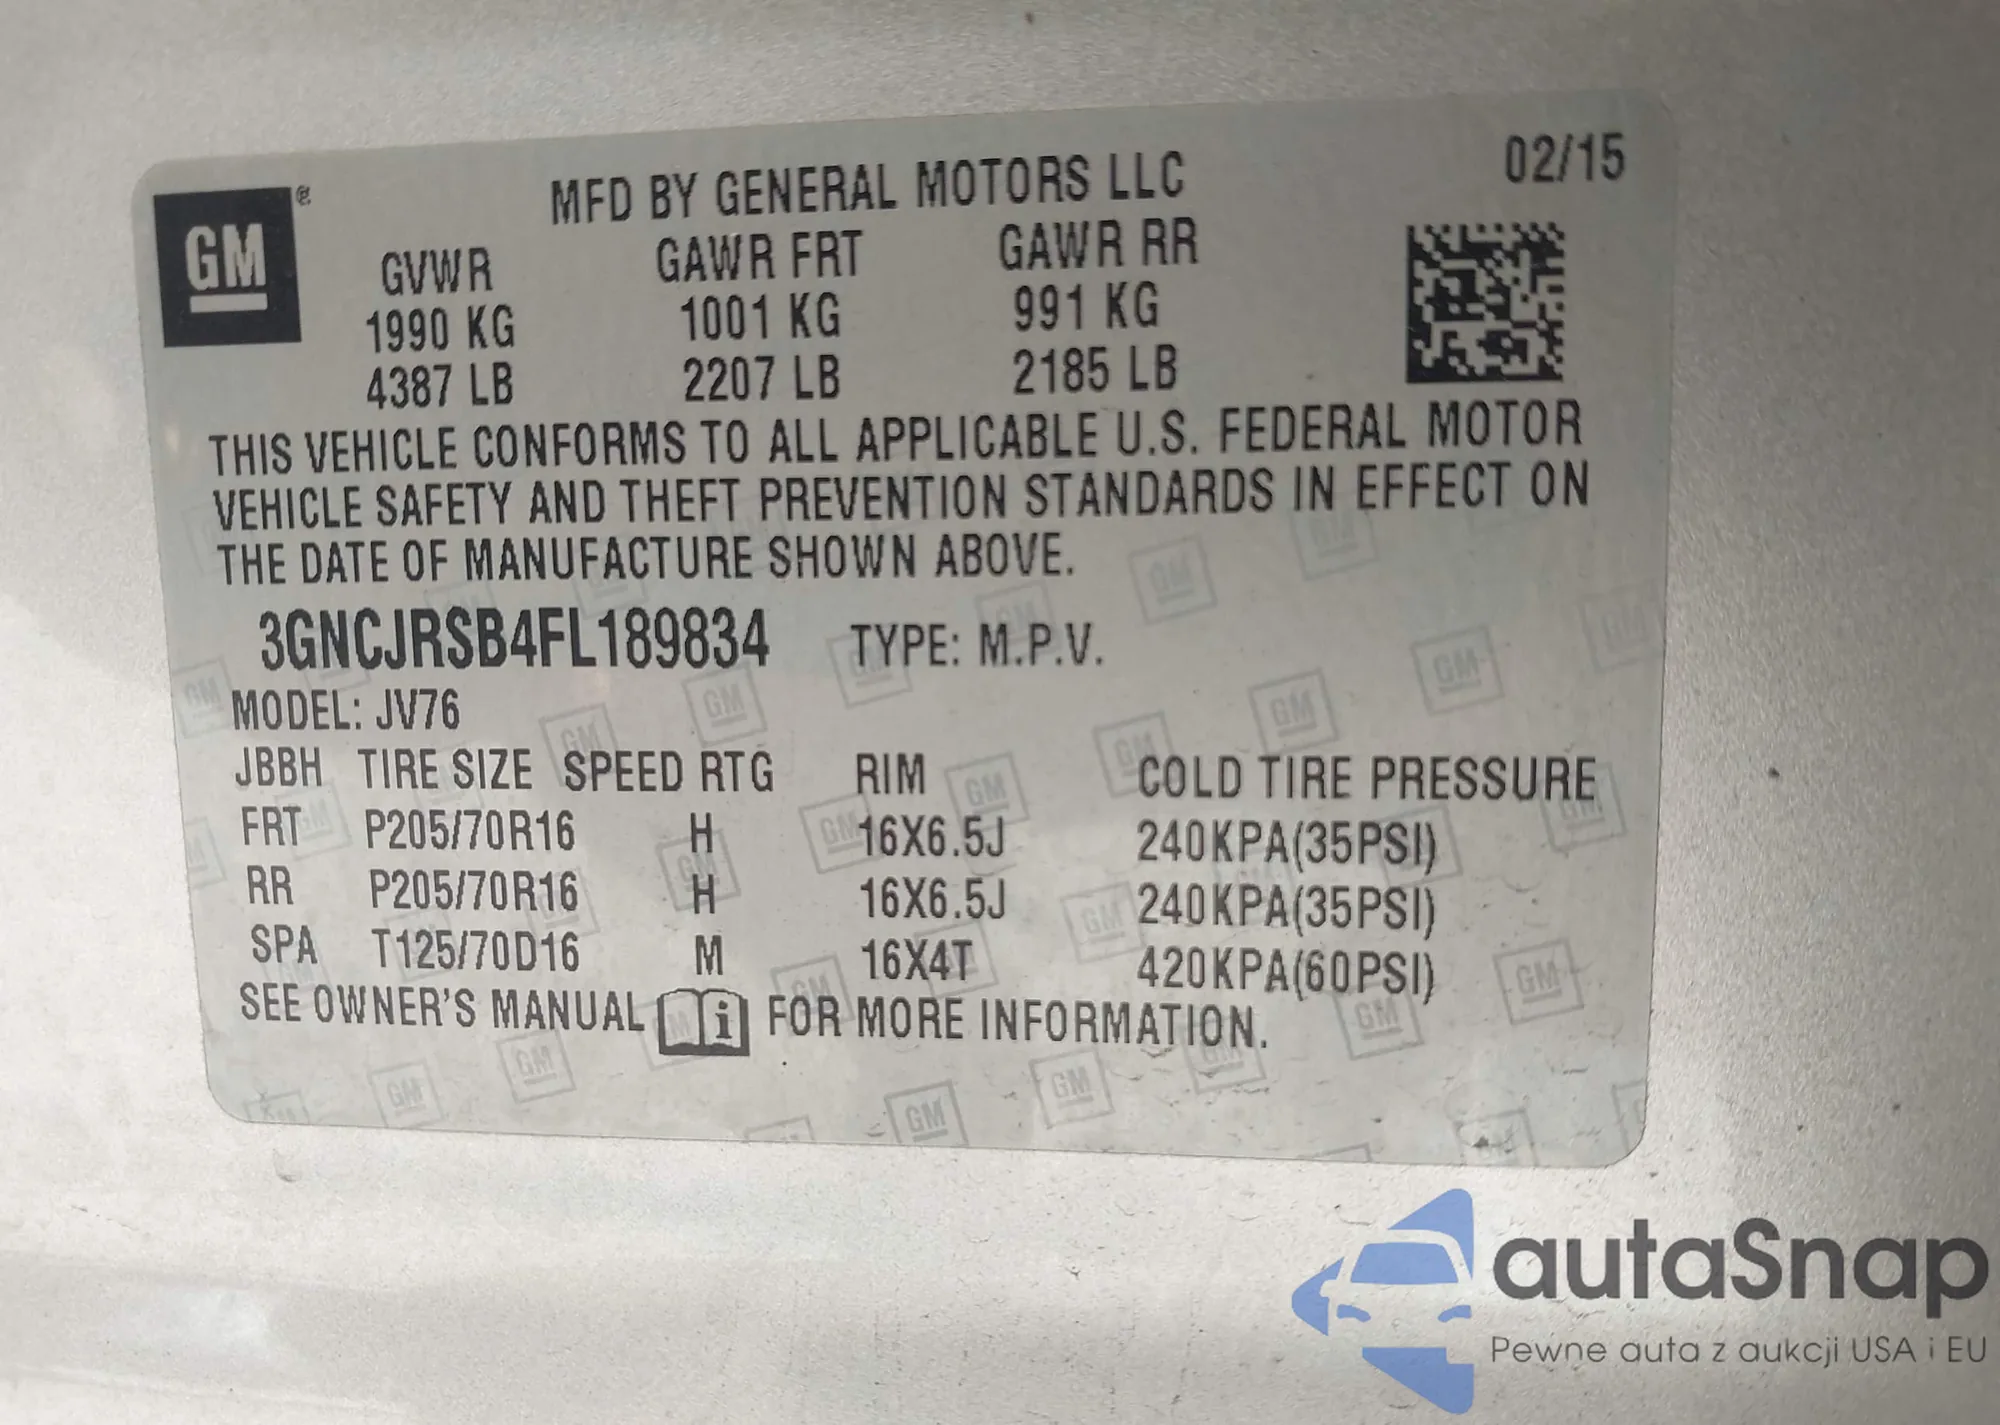 02/15
GM®
MFD BY GENERAL MOTORS LLC
GVWR GAWR FRT GAWR RR
1990 KG 1001 KG 991 KG
4387 LB 2207 LB 2185 LB
THIS VEHICLE CONFORMS TO ALL APPLICABLE U.S. FEDERAL MOTOR
VEHICLE SAFETY AND THEFT PREVENTION STANDARDS IN EFFECT ON
THE DATE OF MANUFACTURE SHOWN ABOVE.
3GNCJRSB4FL189834 TYPE: M.P.V.
MODEL: JV76
JBBH TIRE SIZE SPEED RTG RIM COLD TIRE PRESSURE
FRT P205/70R16 H 16X6.5J 240KPA(35PSI)
RR P205/70R16 H 16X6.5J 240KPA(35PSI)
SPA T125/70D16 M 16X4T 420KPA(60PSI)
SEE OWNER'S MANUAL i FOR MORE INFORMATION.
autaSnap
Pewne auta z aukcji USA i EU